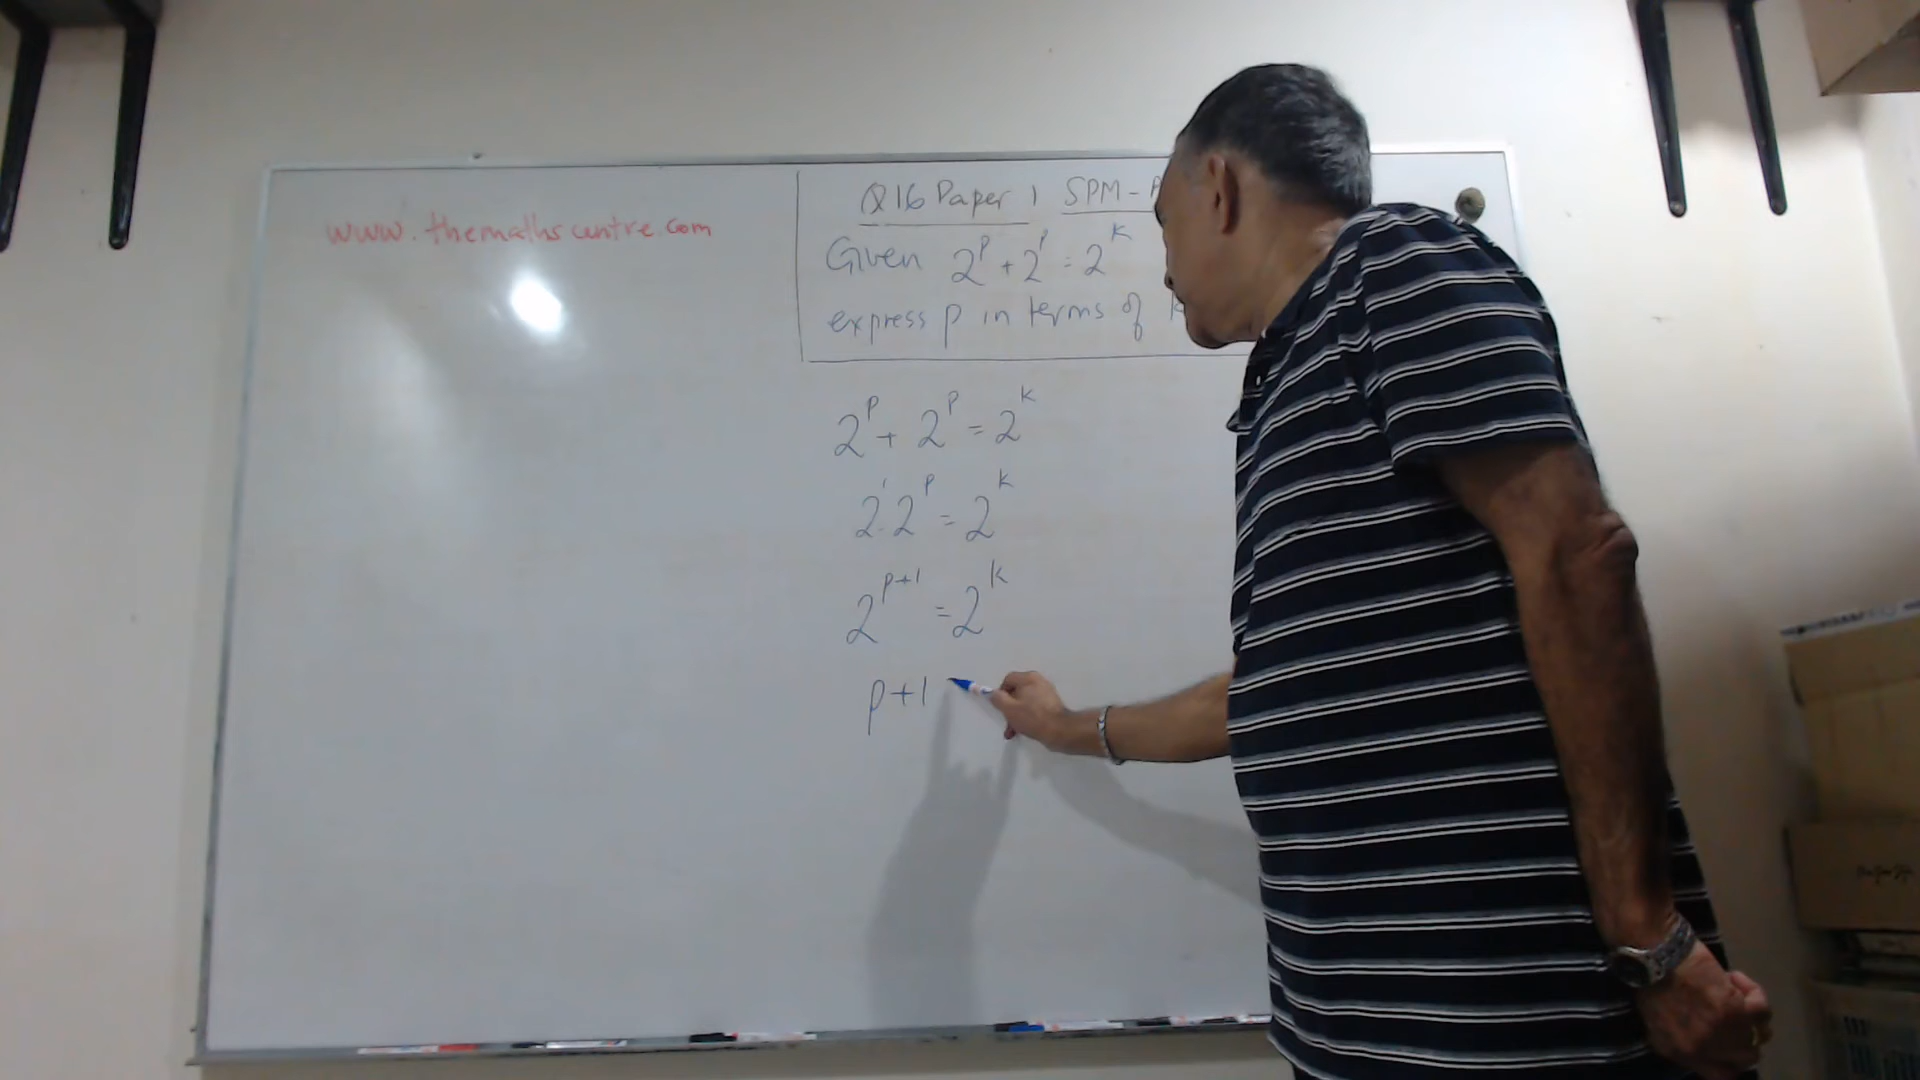 www.themathscentre.com
Q16 Paper 1 SPM-A
Given 2^p + 2^p = 2^k
express p in terms of k
2^p + 2^p = 2^k
2^1 . 2^p = 2^k
2^p+1 = 2^k
p+1